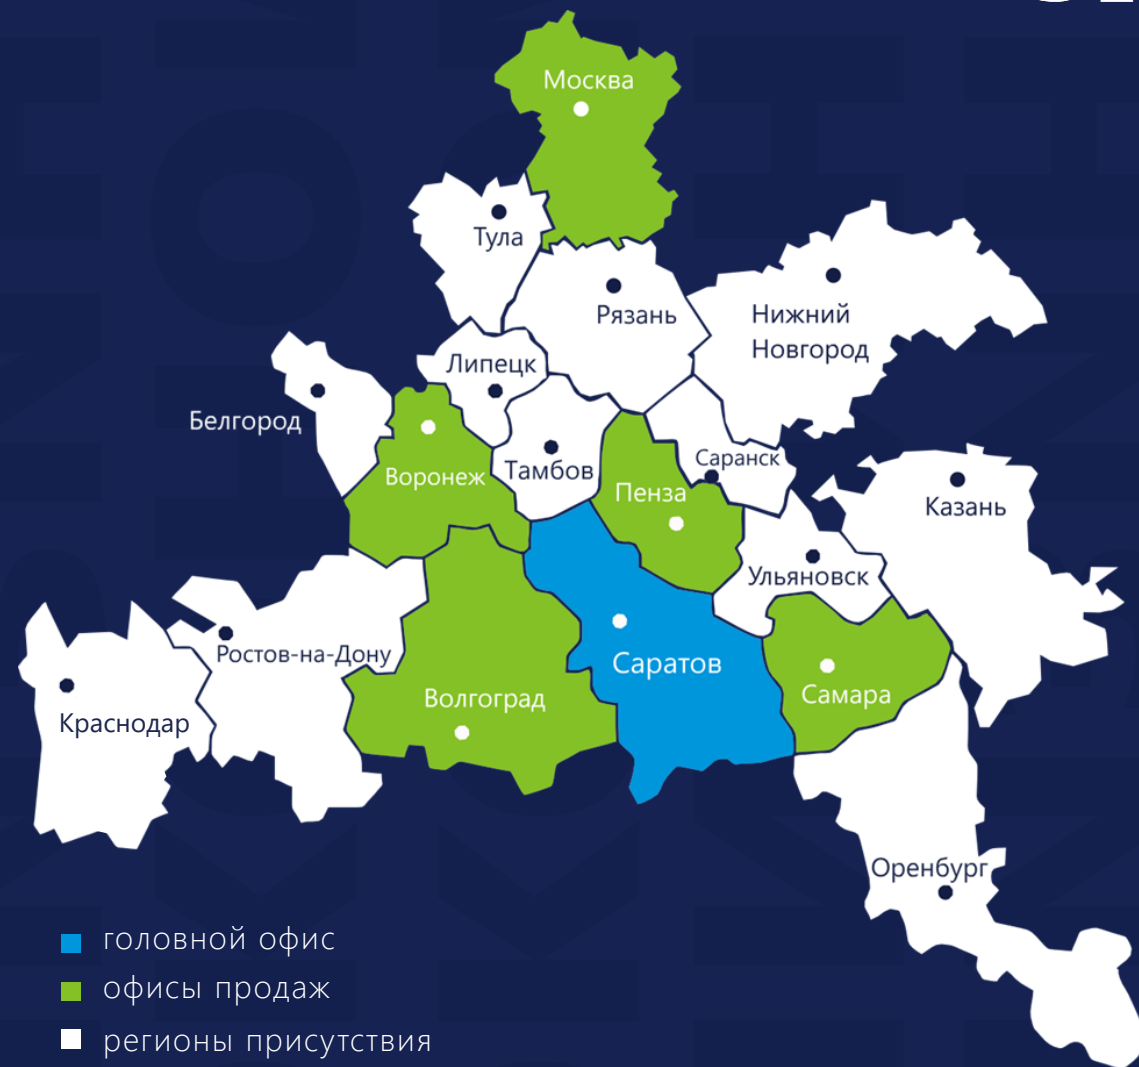 Москва
Тула
Рязань
Нижний
Новгород
Липецк
Белгород
Воронеж
Тамбов
Саранск
Пенза
Казань
Ульяновск
Ростов-на-Дону
Саратов
Самара
Волгоград
Краснодар
Оренбург
головной офис
офисы продаж
регионы присутствия